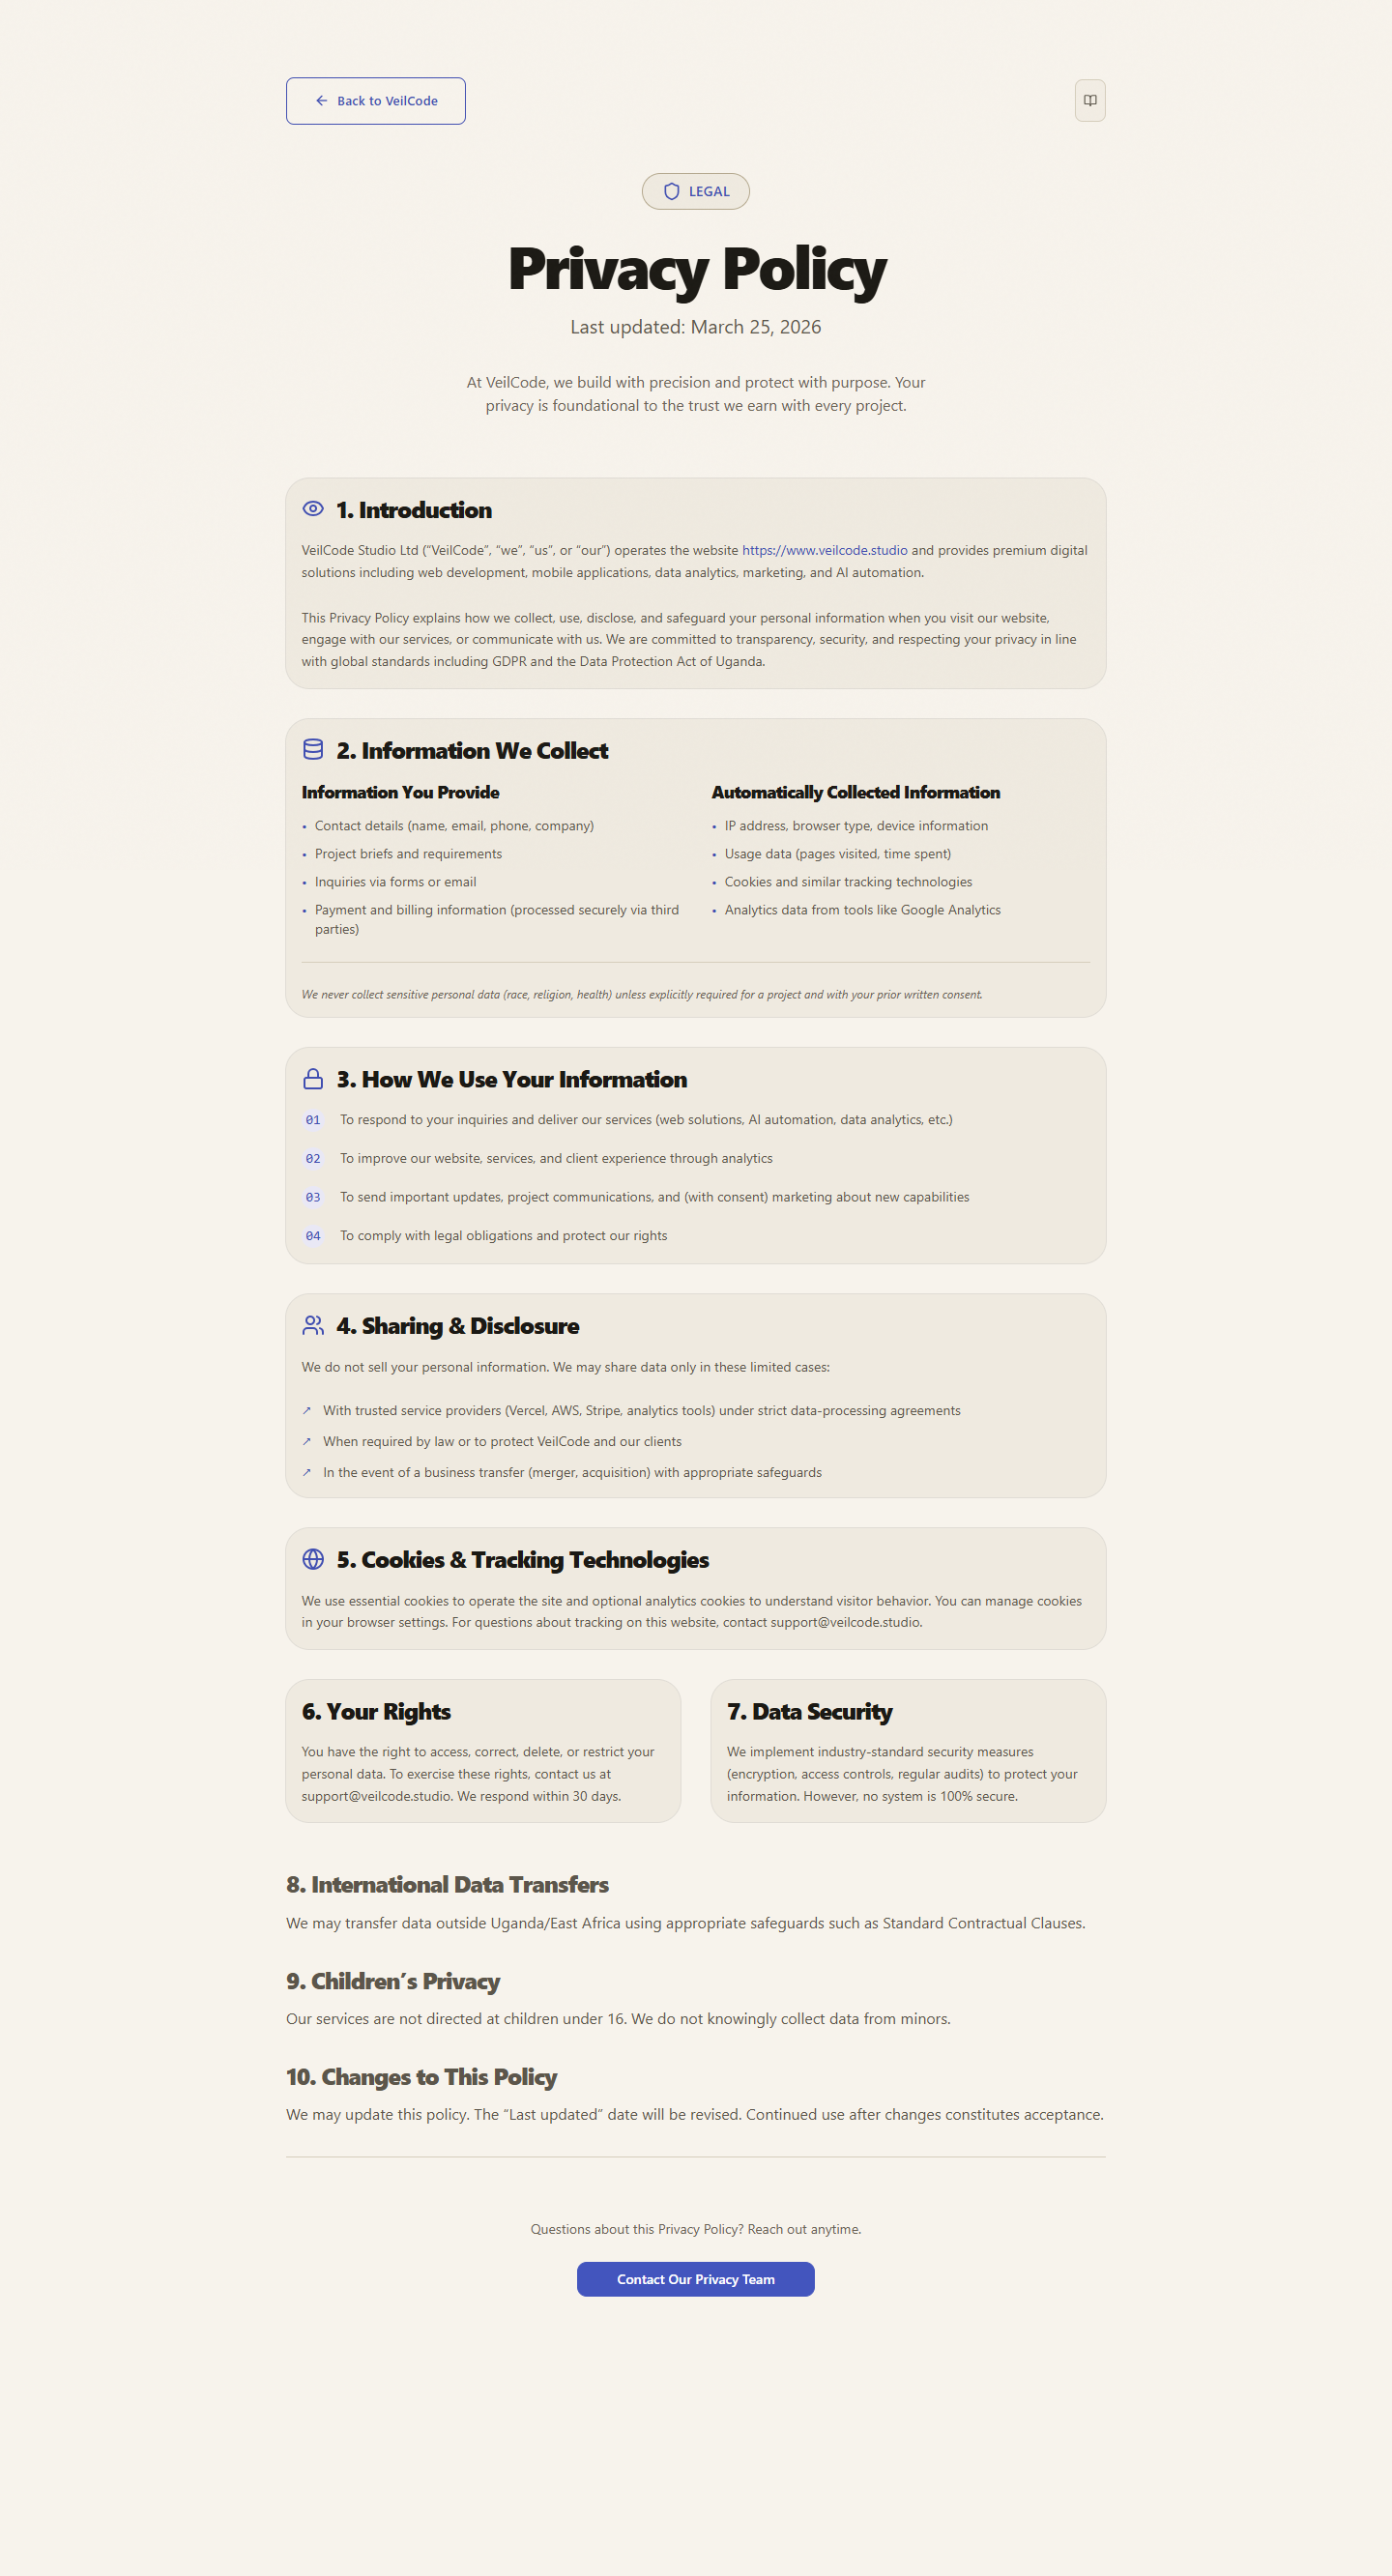 Back to VeilCode
LEGAL
Privacy Policy
Last updated: March 25, 2026
At VeilCode, we build with precision and protect with purpose. Your
privacy is foundational to the trust we earn with every project.
1. Introduction
VeilCode Studio Ltd (“VeilCode”, “we”, “us”, or “our”) operates the website https://www.veilcode.studio and provides premium digital
solutions including web development, mobile applications, data analytics, marketing, and AI automation.
This Privacy Policy explains how we collect, use, disclose, and safeguard your personal information when you visit our website,
engage with our services, or communicate with us. We are committed to transparency, security, and respecting your privacy in line
with global standards including GDPR and the Data Protection Act of Uganda.
2. Information We Collect
Information You Provide
• Contact details (name, email, phone, company)
• Project briefs and requirements
• Inquiries via forms or email
• Payment and billing information (processed securely via third
parties)
Automatically Collected Information
• IP address, browser type, device information
• Usage data (pages visited, time spent)
• Cookies and similar tracking technologies
• Analytics data from tools like Google Analytics
We never collect sensitive personal data (race, religion, health) unless explicitly required for a project and with your prior written consent.
3. How We Use Your Information
01 To respond to your inquiries and deliver our services (web solutions, AI automation, data analytics, etc.)
02 To improve our website, services, and client experience through analytics
03 To send important updates, project communications, and (with consent) marketing about new capabilities
04 To comply with legal obligations and protect our rights
4. Sharing & Disclosure
We do not sell your personal information. We may share data only in these limited cases:
↗ With trusted service providers (Vercel, AWS, Stripe, analytics tools) under strict data-processing agreements
↗ When required by law or to protect VeilCode and our clients
↗ In the event of a business transfer (merger, acquisition) with appropriate safeguards
5. Cookies & Tracking Technologies
We use essential cookies to operate the site and optional analytics cookies to understand visitor behavior. You can manage cookies
in your browser settings. For questions about tracking on this website, contact support@veilcode.studio.
6. Your Rights
You have the right to access, correct, delete, or restrict your
personal data. To exercise these rights, contact us at
support@veilcode.studio. We respond within 30 days.
7. Data Security
We implement industry-standard security measures
(encryption, access controls, regular audits) to protect your
information. However, no system is 100% secure.
8. International Data Transfers
We may transfer data outside Uganda/East Africa using appropriate safeguards such as Standard Contractual Clauses.
9. Children’s Privacy
Our services are not directed at children under 16. We do not knowingly collect data from minors.
10. Changes to This Policy
We may update this policy. The “Last updated” date will be revised. Continued use after changes constitutes acceptance.
Questions about this Privacy Policy? Reach out anytime.
Contact Our Privacy Team